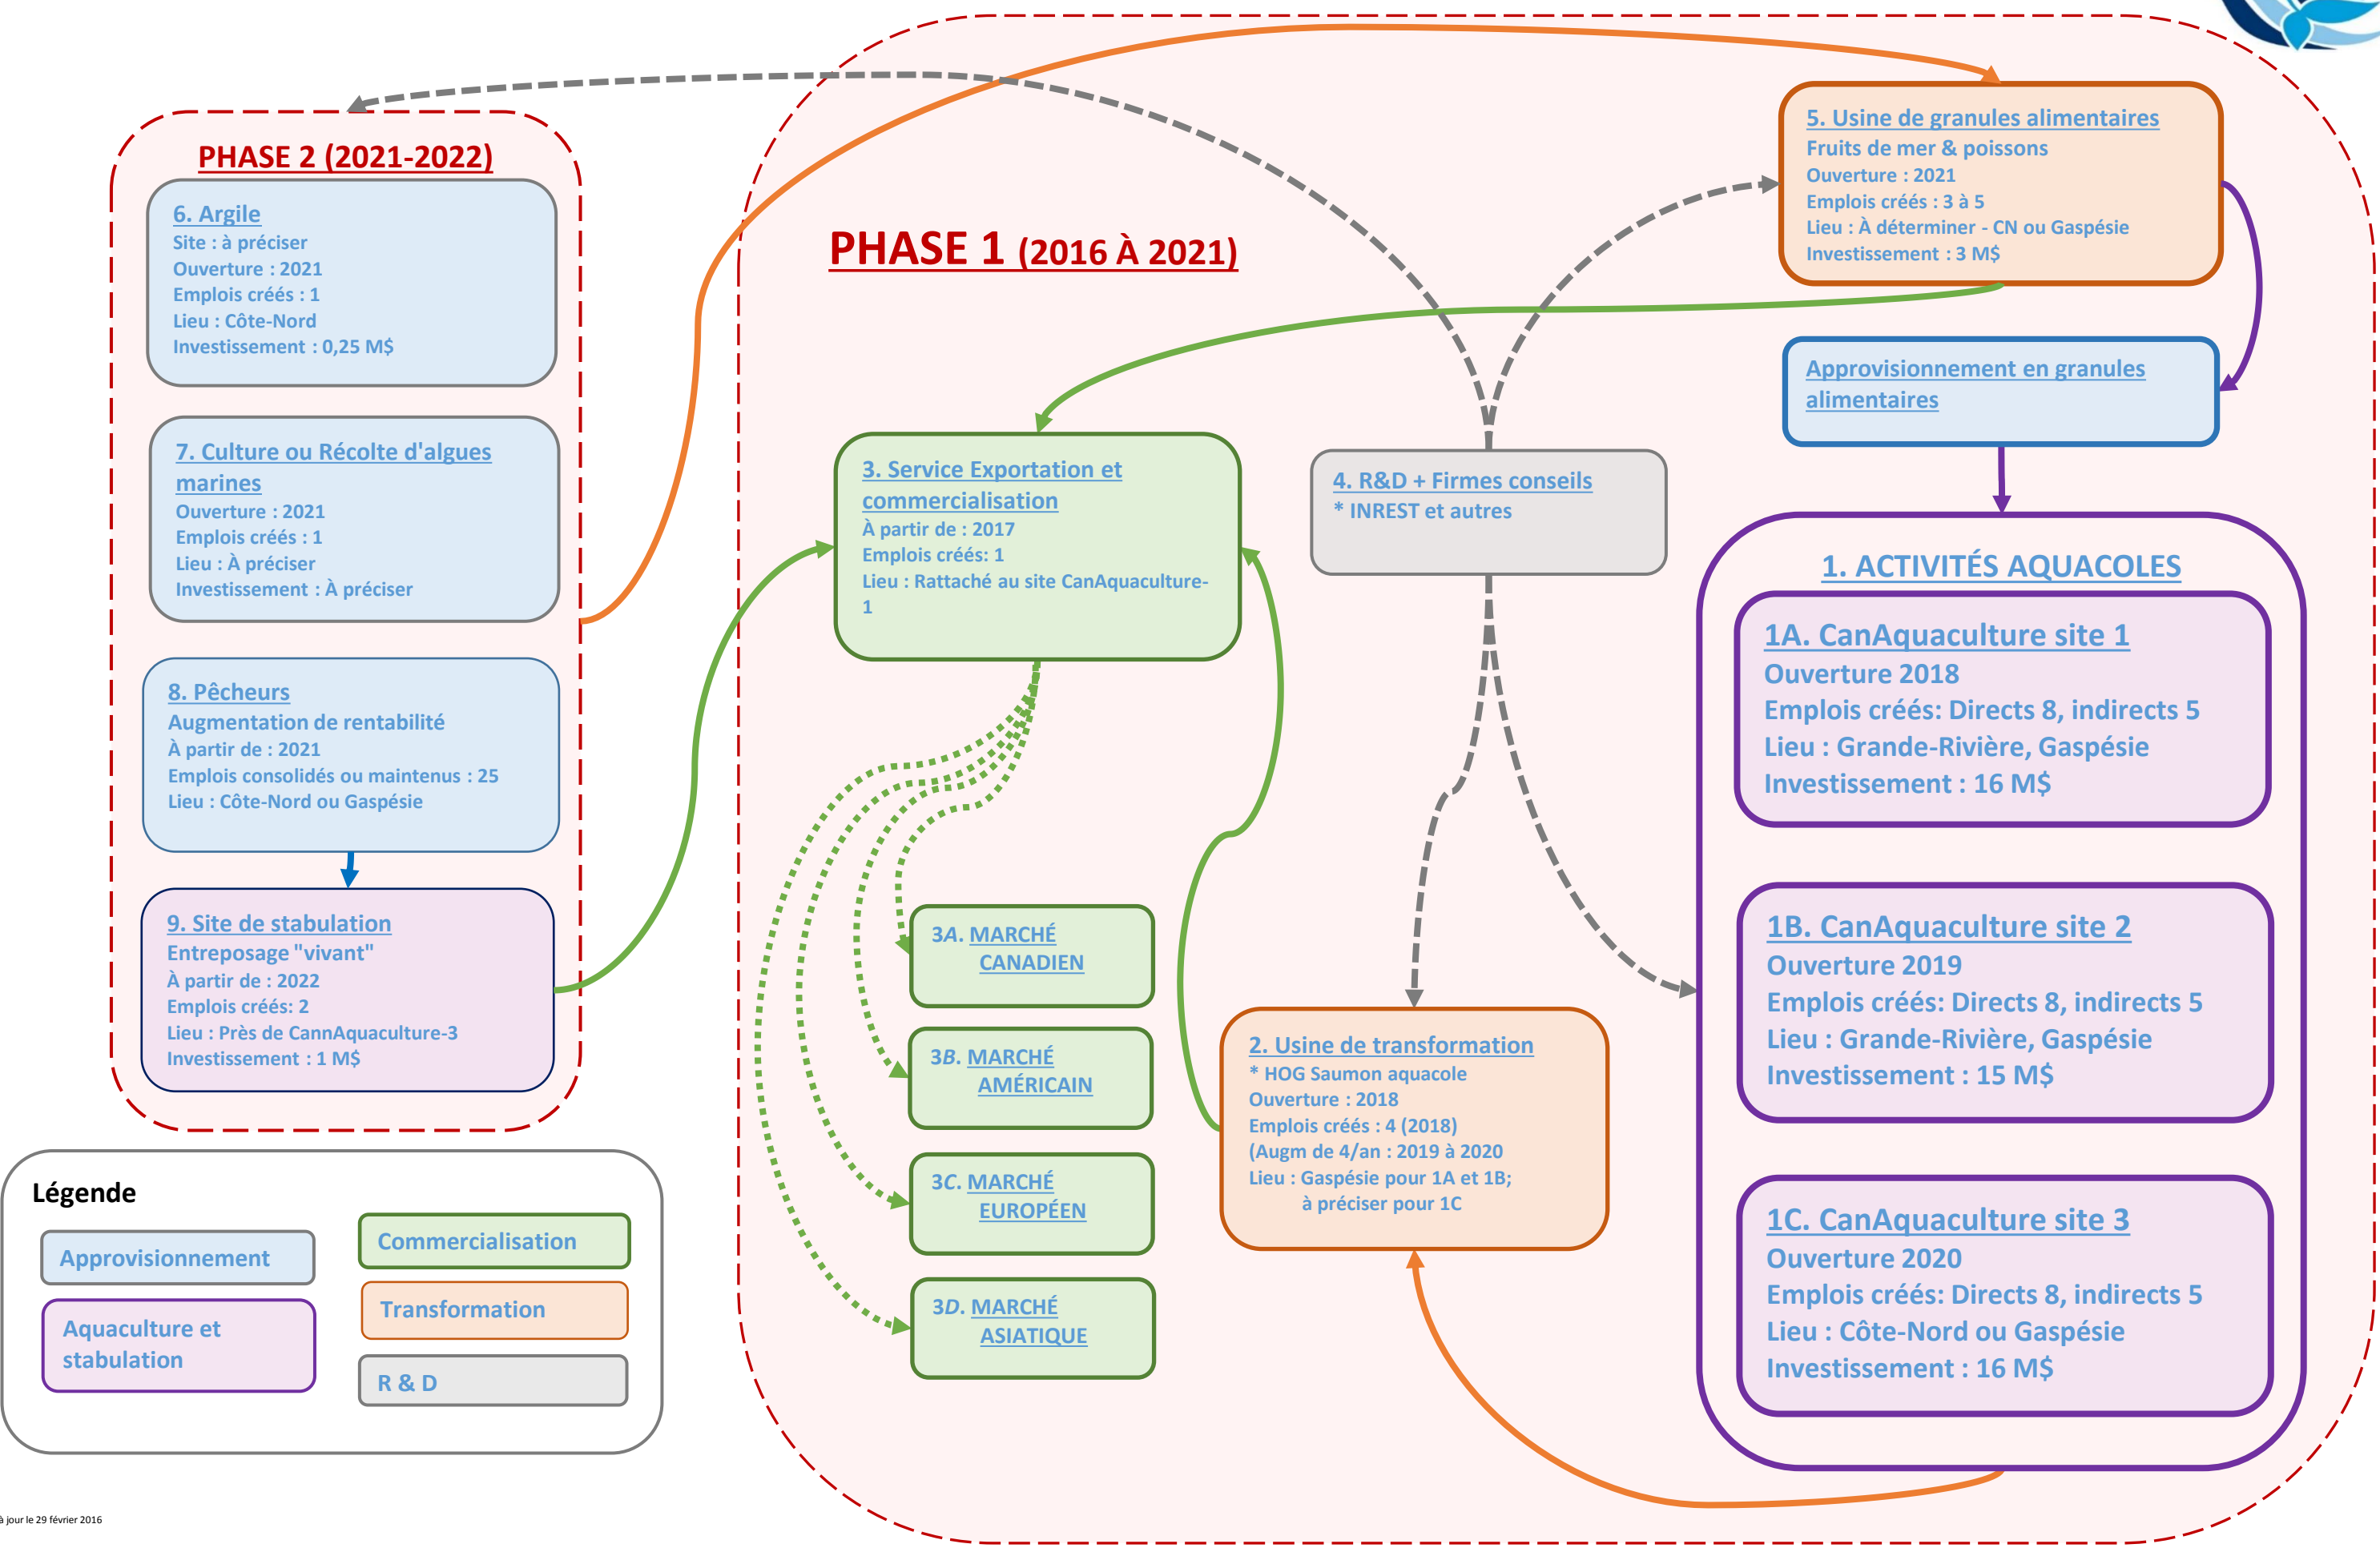 PHASE 2 (2021-2022)
6. Argile
Site : à préciser
Ouverture : 2021
Emplois créés : 1
Lieu : Côte-Nord
Investissement : 0,25 M$
7. Culture ou Récolte d'algues
marines
Ouverture : 2021
Emplois créés : 1
Lieu : À préciser
Investissement : À préciser
8. Pêcheurs
Augmentation de rentabilité
À partir de : 2021
Emplois consolidés ou maintenus : 25
Lieu : Côte-Nord ou Gaspésie
9. Site de stabulation
Entreposage "vivant"
À partir de : 2022
Emplois créés: 2
Lieu : Près de CannAquaculture-3
Investissement : 1 M$
Légende
Approvisionnement
Aquaculture et
stabulation
Commercialisation
Transformation
R & D
à jour le 29 février 2016
PHASE 1 (2016 À 2021)
3. Service Exportation et
commercialisation
À partir de : 2017
Emplois créés: 1
Lieu : Rattaché au site CanAquaculture-
1
3A. MARCHÉ
CANADIEN
3B. MARCHÉ
AMÉRICAIN
3C. MARCHÉ
EUROPÉEN
3D. MARCHÉ
ASIATIQUE
4. R&D + Firmes conseils
* INREST et autres
2. Usine de transformation
* HOG Saumon aquacole
Ouverture : 2018
Emplois créés : 4 (2018)
(Augm de 4/an : 2019 à 2020
Lieu : Gaspésie pour 1A et 1B;
à préciser pour 1C
5. Usine de granules alimentaires
Fruits de mer & poissons
Ouverture : 2021
Emplois créés : 3 à 5
Lieu : À déterminer - CN ou Gaspésie
Investissement : 3 M$
Approvisionnement en granules
alimentaires
1. ACTIVITÉS AQUACOLES
1A. CanAquaculture site 1
Ouverture 2018
Emplois créés: Directs 8, indirects 5
Lieu : Grande-Rivière, Gaspésie
Investissement : 16 M$
1B. CanAquaculture site 2
Ouverture 2019
Emplois créés: Directs 8, indirects 5
Lieu : Grande-Rivière, Gaspésie
Investissement : 15 M$
1C. CanAquaculture site 3
Ouverture 2020
Emplois créés: Directs 8, indirects 5
Lieu : Côte-Nord ou Gaspésie
Investissement : 16 M$